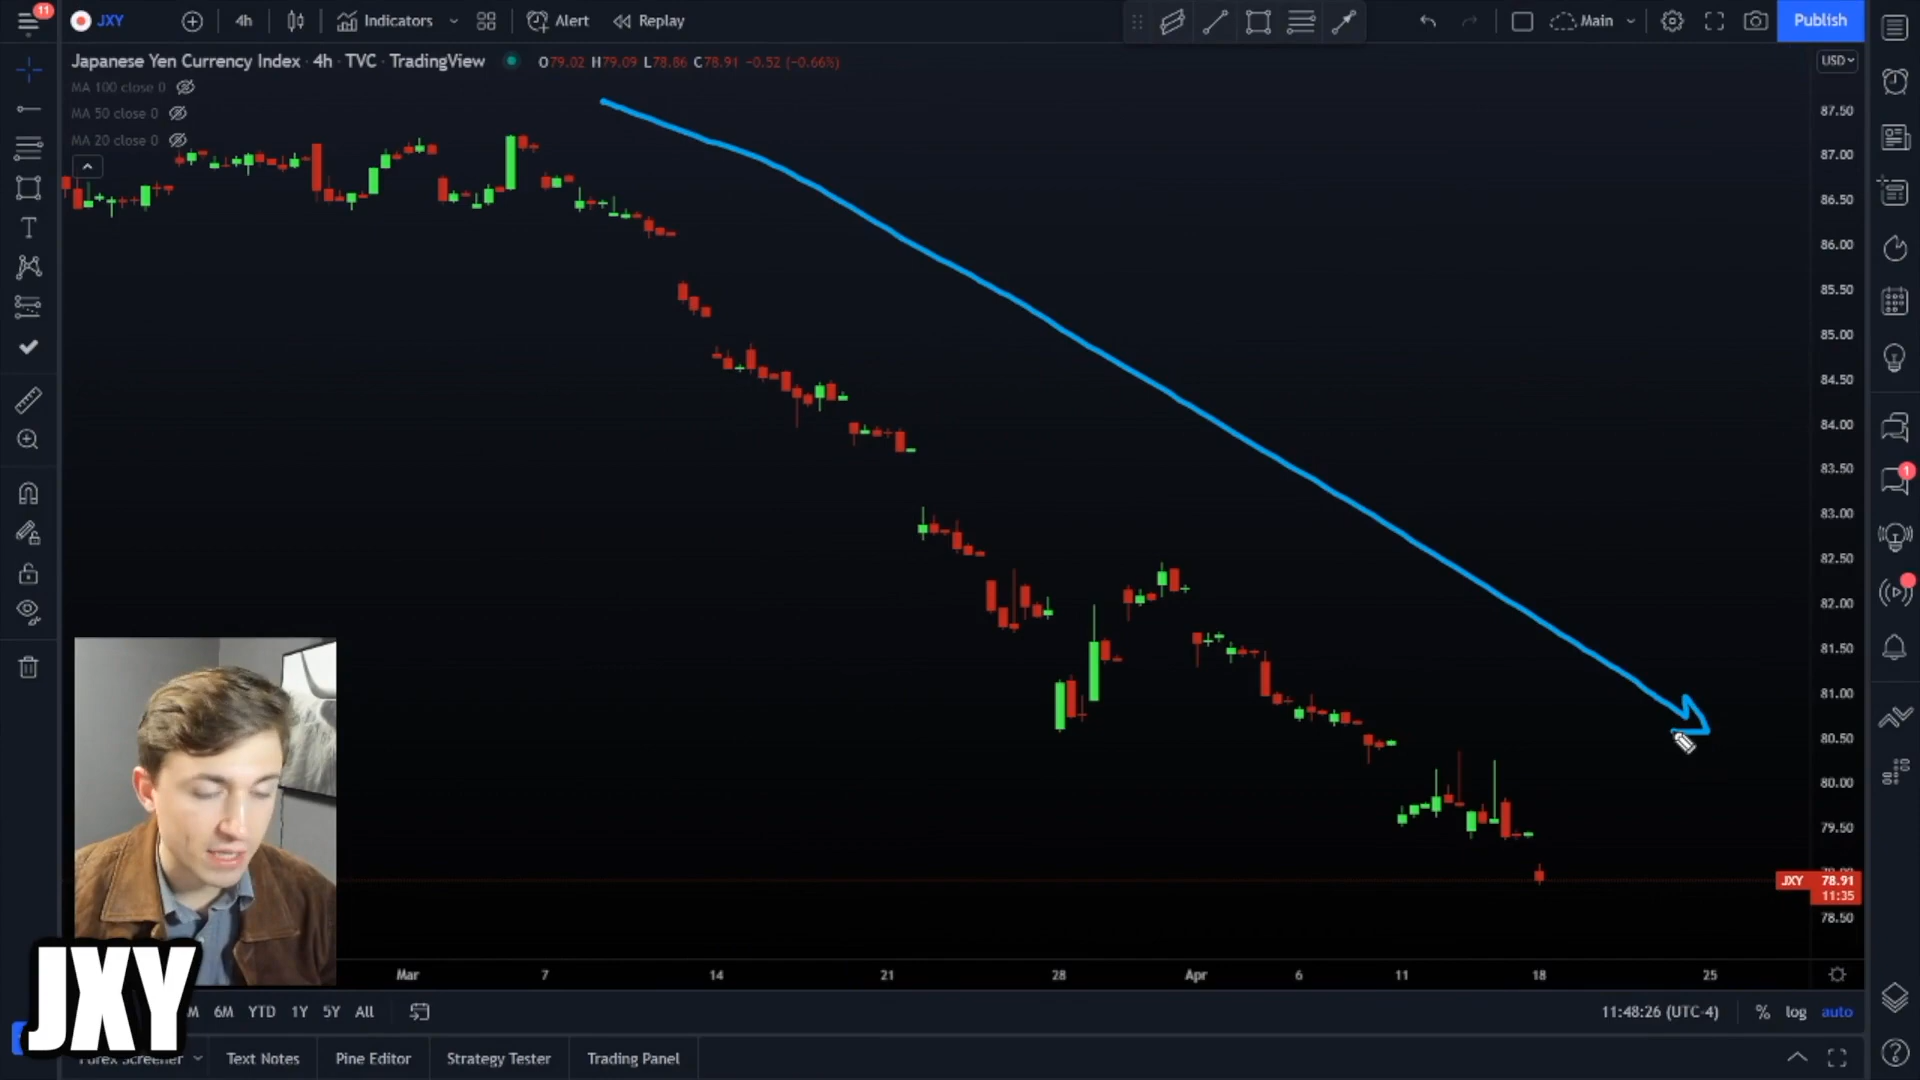 11
JXY
4h
Indicators
Alert
Replay
Main
Publish
Japanese Yen Currency Index · 4h · TVC · TradingView
O79.02 H79.09 L78.86 C78.91 −0.52 (−0.66%)
USD
MA 100 close 0
MA 50 close 0
MA 20 close 0
87.50
87.00
86.50
86.00
85.50
85.00
84.50
84.00
83.50
83.00
82.50
82.00
81.50
81.00
80.50
80.00
79.50
JXY 78.91
11:35
78.50
1
Mar 7 14 21 28 Apr 6 11 18 25
JXY
6M YTD 1Y 5Y All
11:48:26 (UTC-4) % log auto
Forex Screener Text Notes Pine Editor Strategy Tester Trading Panel